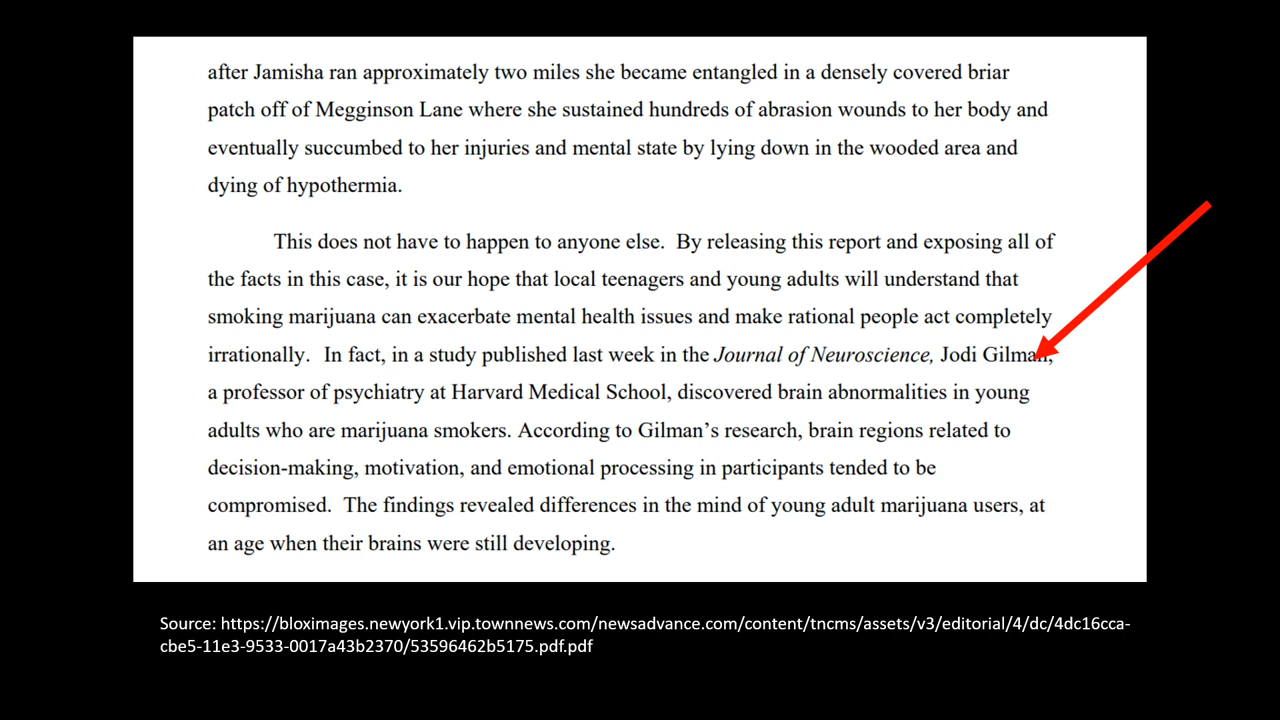 after Jamisha ran approximately two miles she became entangled in a densely covered briar
patch off of Megginson Lane where she sustained hundreds of abrasion wounds to her body and
eventually succumbed to her injuries and mental state by lying down in the wooded area and
dying of hypothermia.
This does not have to happen to anyone else.  By releasing this report and exposing all of
the facts in this case, it is our hope that local teenagers and young adults will understand that
smoking marijuana can exacerbate mental health issues and make rational people act completely
irrationally.  In fact, in a study published last week in the Journal of Neuroscience, Jodi Gilman,
a professor of psychiatry at Harvard Medical School, discovered brain abnormalities in young
adults who are marijuana smokers. According to Gilman’s research, brain regions related to
decision-making, motivation, and emotional processing in participants tended to be
compromised.  The findings revealed differences in the mind of young adult marijuana users, at
an age when their brains were still developing.
Source: https://bloximages.newyork1.vip.townnews.com/newsadvance.com/content/tncms/assets/v3/editorial/4/dc/4dc16cca-
cbe5-11e3-9533-0017a43b2370/53596462b5175.pdf.pdf